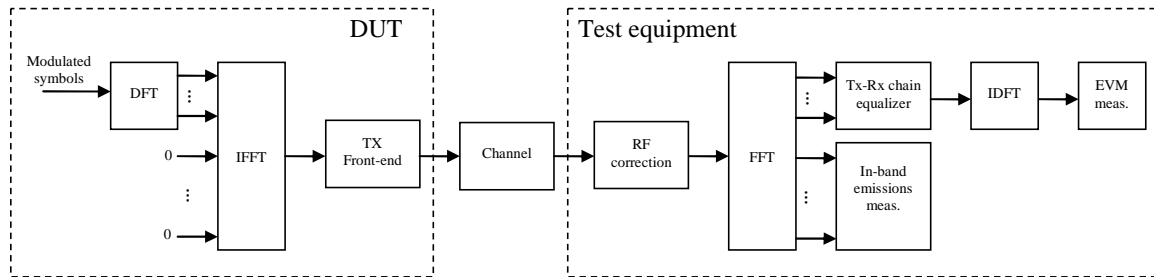 DUT
Test equipment
Modulated
symbols
DFT
⋮
0
0
⋮
IFFT
TX
Front-end
Channel
RF
correction
FFT
⋮
⋮
Tx-Rx chain
equalizer
In-band
emissions
meas.
IDFT
EVM
meas.